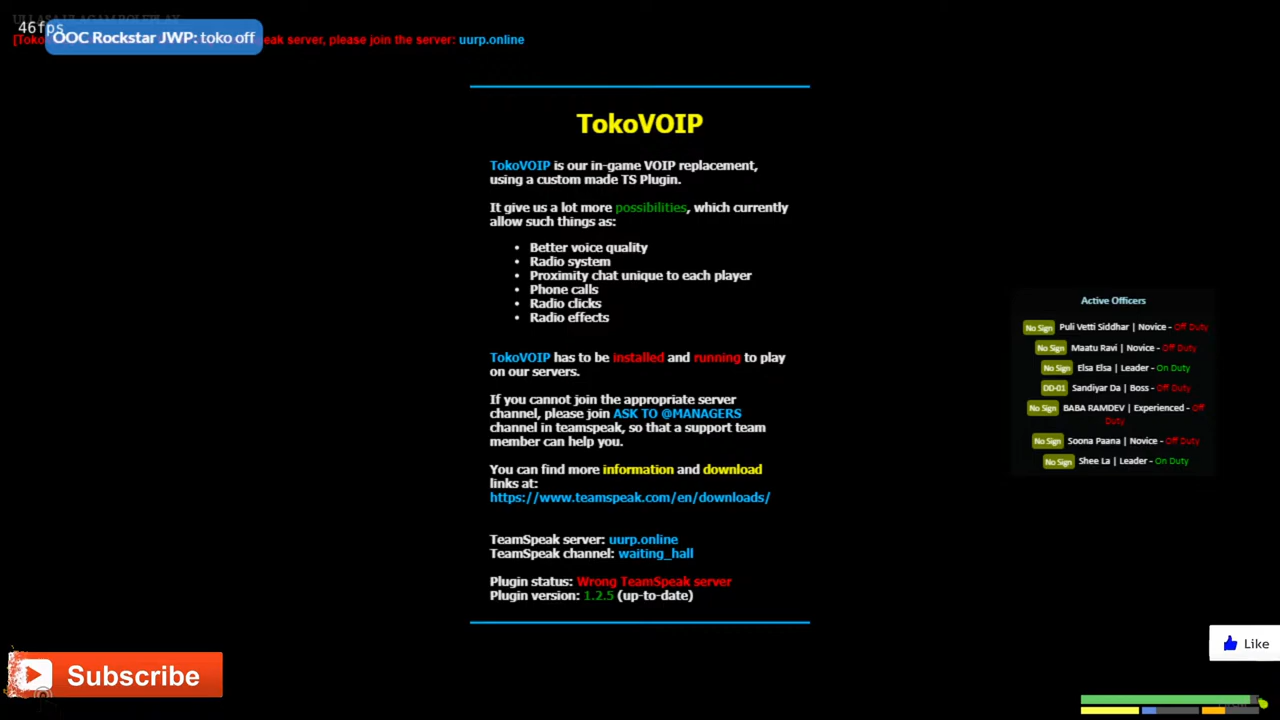 ULLASA ULAGAM ROLEPLAY
46fps
OOC Rockstar JWP: toko off
[Toko eak server, please join the server: uurp.online
TokoVOIP
TokoVOIP is our in-game VOIP replacement,
using a custom made TS Plugin.
It give us a lot more possibilities, which currently
allow such things as:
• Better voice quality
• Radio system
• Proximity chat unique to each player
• Phone calls
• Radio clicks
• Radio effects
TokoVOIP has to be installed and running to play
on our servers.
If you cannot join the appropriate server
channel, please join ASK TO @MANAGERS
channel in teamspeak, so that a support team
member can help you.
You can find more information and download
links at:
https://www.teamspeak.com/en/downloads/
TeamSpeak server: uurp.online
TeamSpeak channel: waiting_hall
Plugin status: Wrong TeamSpeak server
Plugin version: 1.2.5 (up-to-date)
Active Officers
No Sign Puli Vetti Siddhar | Novice - Off Duty
No Sign Maatu Ravi | Novice - Off Duty
No Sign Elsa Elsa | Leader - On Duty
DD-01 Sandiyar Da | Boss - Off Duty
No Sign BABA RAMDEV | Experienced - Off
Duty
No Sign Soona Paana | Novice - Off Duty
No Sign Shee La | Leader - On Duty
Like
Subscribe